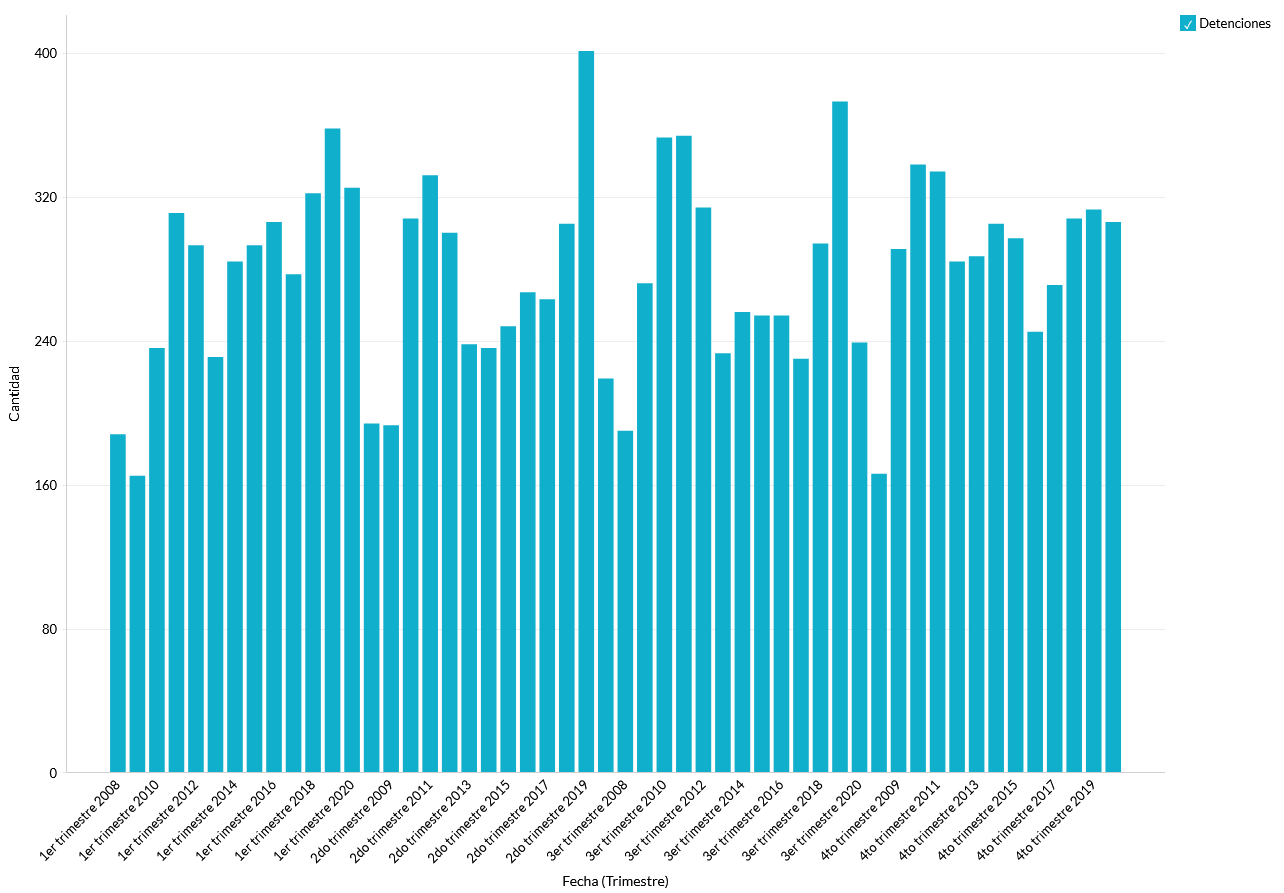 Detenciones
400
320
240
160
80
0
Cantidad
1er trimestre 2008
1er trimestre 2010
1er trimestre 2012
1er trimestre 2014
1er trimestre 2016
1er trimestre 2018
1er trimestre 2020
2do trimestre 2009
2do trimestre 2011
2do trimestre 2013
2do trimestre 2015
2do trimestre 2017
2do trimestre 2019
3er trimestre 2008
3er trimestre 2010
3er trimestre 2012
3er trimestre 2014
3er trimestre 2016
3er trimestre 2018
3er trimestre 2020
4to trimestre 2009
4to trimestre 2011
4to trimestre 2013
4to trimestre 2015
4to trimestre 2017
4to trimestre 2019
Fecha (Trimestre)